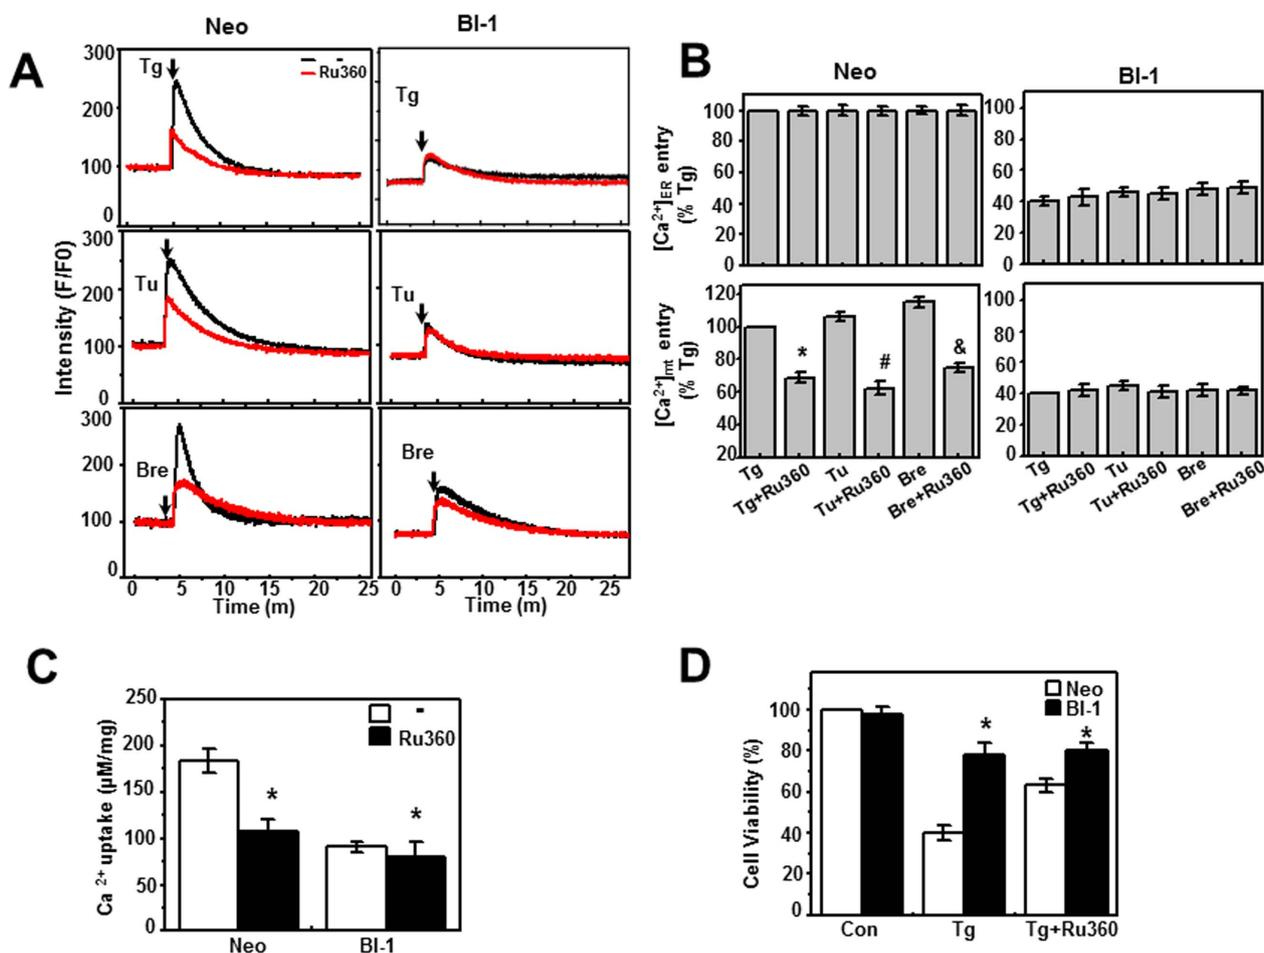 A
Neo
BI-1
Intensity (F/F0)
300
200
100
0
Tg
-
Ru360
Tg
300
200
100
0
Tu
Tu
300
200
100
0
Bre
Bre
0 5 10 15 20 25
Time (m)
0 5 10 15 20 25
Time (m)
B
Neo
BI-1
[Ca2+]ER entry
(% Tg)
100
80
60
40
20
0
100
80
60
40
20
0
[Ca2+]mt entry
(% Tg)
120
100
80
60
40
20
* # &
Tg Tg+Ru360 Tu Tu+Ru360 Bre Bre+Ru360
100
80
60
40
20
0
Tg Tg+Ru360 Tu Tu+Ru360 Bre Bre+Ru360
C
Ca 2+ uptake (µM/mg)
250
200
150
100
50
0
-
Ru360
* *
Neo BI-1
D
Cell Viability (%)
100
80
60
40
20
0
Neo
BI-1
* *
Con Tg Tg+Ru360